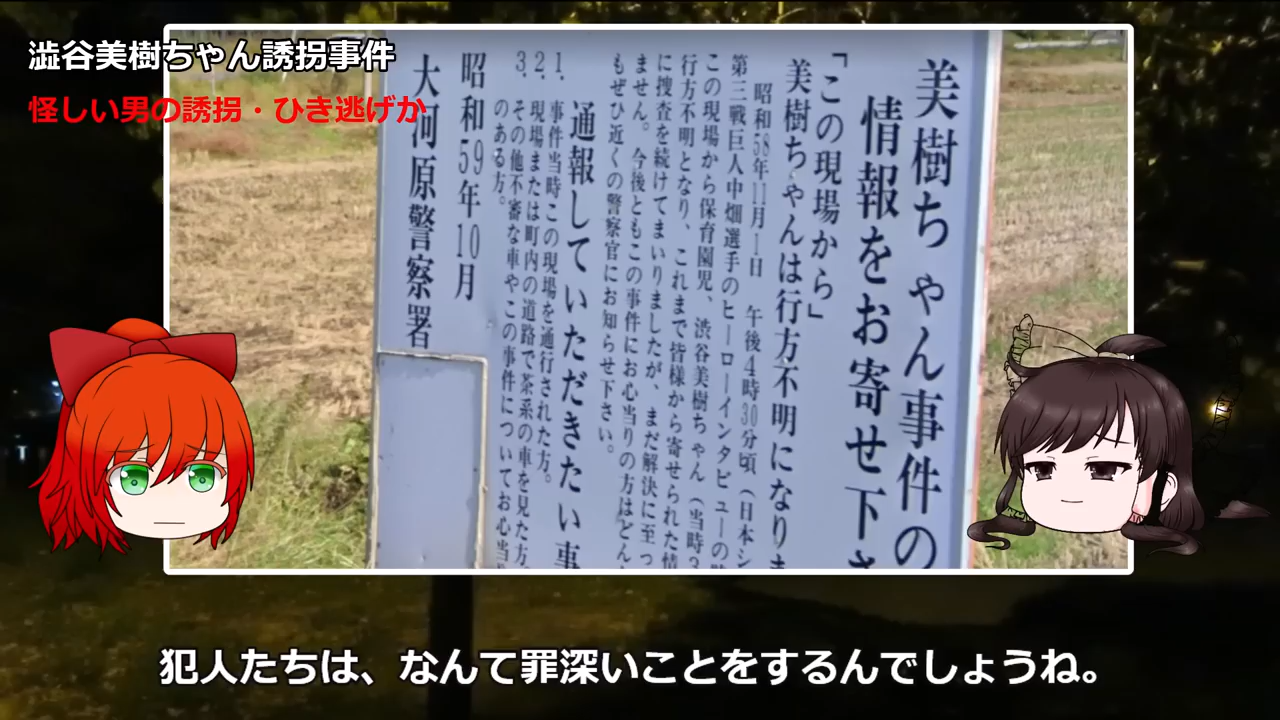 澁谷美樹ちゃん誘拐事件
怪しい男の誘拐・ひき逃げか
美樹ちゃん事件の
情報をお寄せ下さ
「この現場から」
美樹ちゃんは行方不明になりま
昭和58年11月1日 午後4時30分頃(日本シ
第三戦巨人中畑選手のヒーローインタビューの
この現場から保育園児、渋谷美樹ちゃん(当時3
行方不明となり、これまで皆様から寄せられた情
に捜査を続けてまいりましたが、まだ解決に至っ
ません。今後ともこの事件にお心当りの方はどん
もぜひ近くの警察官にお知らせ下さい。
通報していただきたい事
1. 事件当時この現場を通行された方。
2. 現場または町内の道路で茶系の車を見た方
3. その他不審な車やこの事件についてお心当
のある方。
昭和59年10月
大河原警察署
犯人たちは、なんて罪深いことをするんでしょうね。